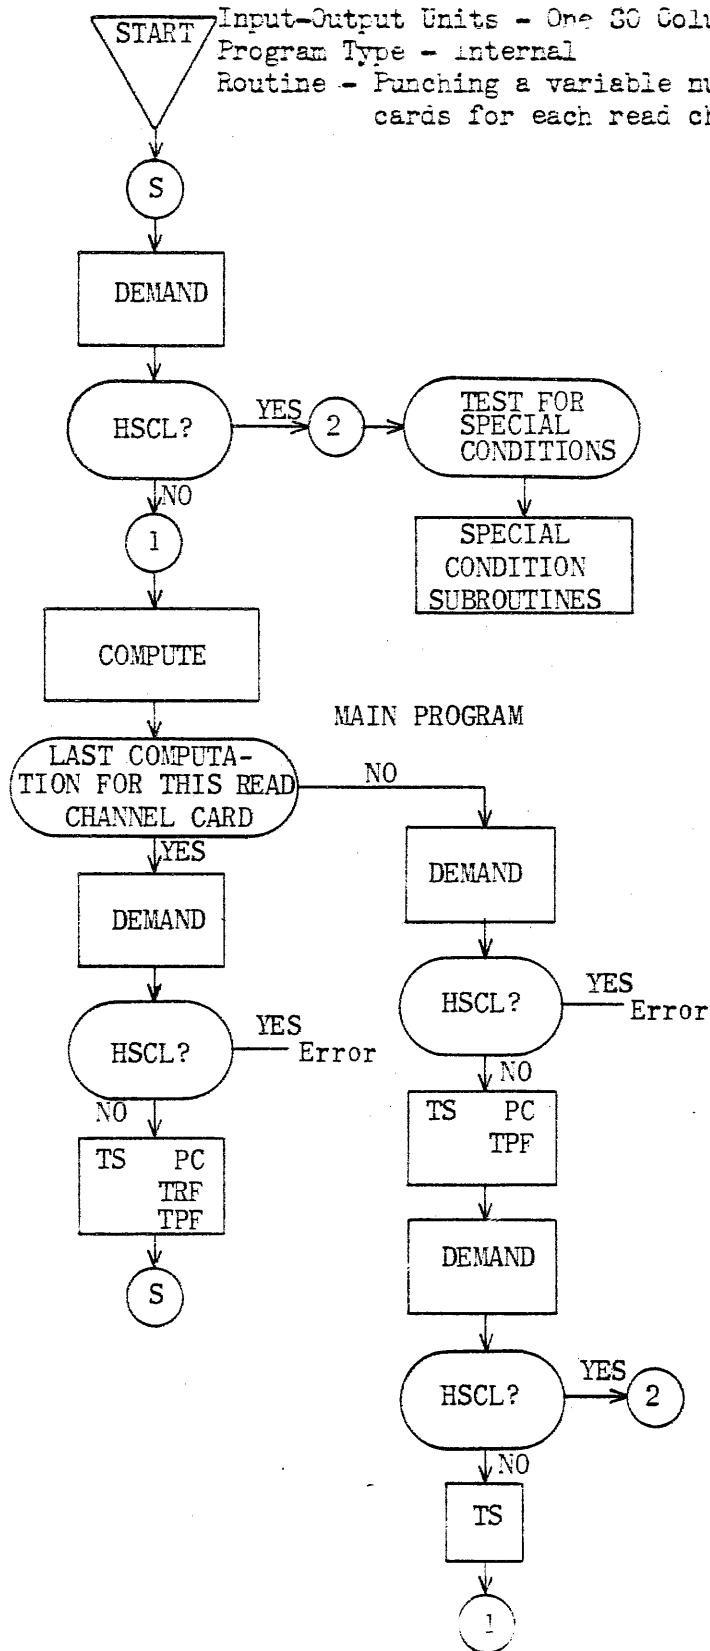 START
Input-Output Units - One 80
Program Type - Internal
Routine - Punching a variable
cards for each read
S
DEMAND
HSCL?
YES
2
TEST FOR
SPECIAL
CONDITIONS
NO
1
SPECIAL
CONDITION
SUBROUTINES
COMPUTE
MAIN PROGRAM
LAST COMPUTA-
TION FOR THIS READ
CHANNEL CARD
NO
YES
DEMAND
DEMAND
HSCL?
YES
Error
HSCL?
YES
Error
NO
NO
TS PC
TRF
TPF
TS PC
TPF
S
DEMAND
HSCL?
YES
2
NO
TS
1